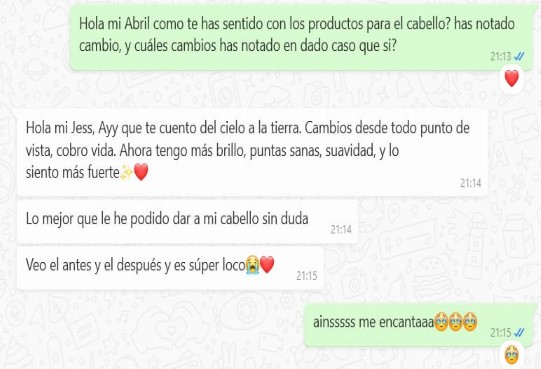 Hola mi Abril como te has sentido con los productos para el cabello? has notado
cambio, y cuáles cambios has notado en dado caso que si?
21:13
Hola mi Jess, Ayy que te cuento del cielo a la tierra. Cambios desde todo punto de
vista, cobro vida. Ahora tengo más brillo, puntas sanas, suavidad, y lo
siento más fuerte✨❤️
21:14
Lo mejor que le he podido dar a mi cabello sin duda
21:14
Veo el antes y el después y es súper loco😭❤️
21:15
ainsssss me encantaaa🥹🥹🥹
21:15